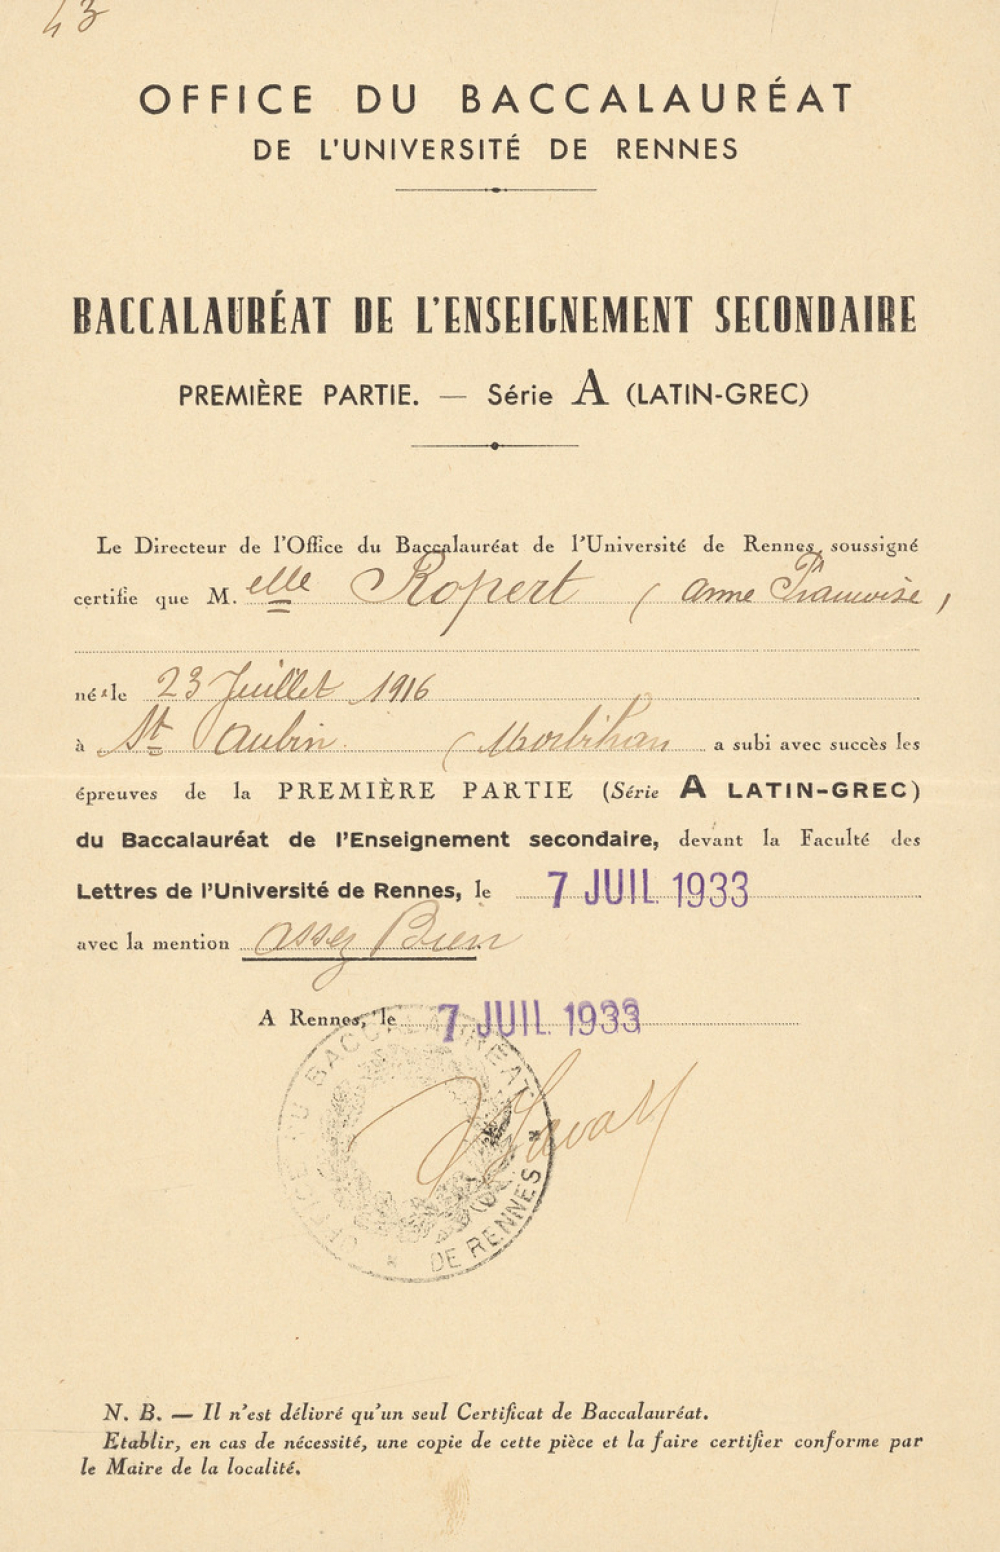 43
OFFICE DU BACCALAURÉAT
DE L'UNIVERSITÉ DE RENNES
BACCALAURÉAT DE L'ENSEIGNEMENT SECONDAIRE
PREMIÈRE PARTIE. — Série A (LATIN-GREC)
Le Directeur de l'Office du Baccalauréat de l'Université de Rennes, soussigné
certifie que M. elle Ropert (Anne Françoise,
né e le 23 Juillet 1916
à St Aubin (Morbihan a subi avec succès les
épreuves de la PREMIÈRE PARTIE (Série A LATIN-GREC)
du Baccalauréat de l'Enseignement secondaire, devant la Faculté des
Lettres de l'Université de Rennes, le 7 JUIL. 1933
avec la mention assez Bien
A Rennes, le 7 JUIL. 1933
OFFICE DU BACCALAURÉAT * DE RENNES *
N. B. — Il n'est délivré qu'un seul Certificat de Baccalauréat.
Etablir, en cas de nécessité, une copie de cette pièce et la faire certifier conforme par
le Maire de la localité.